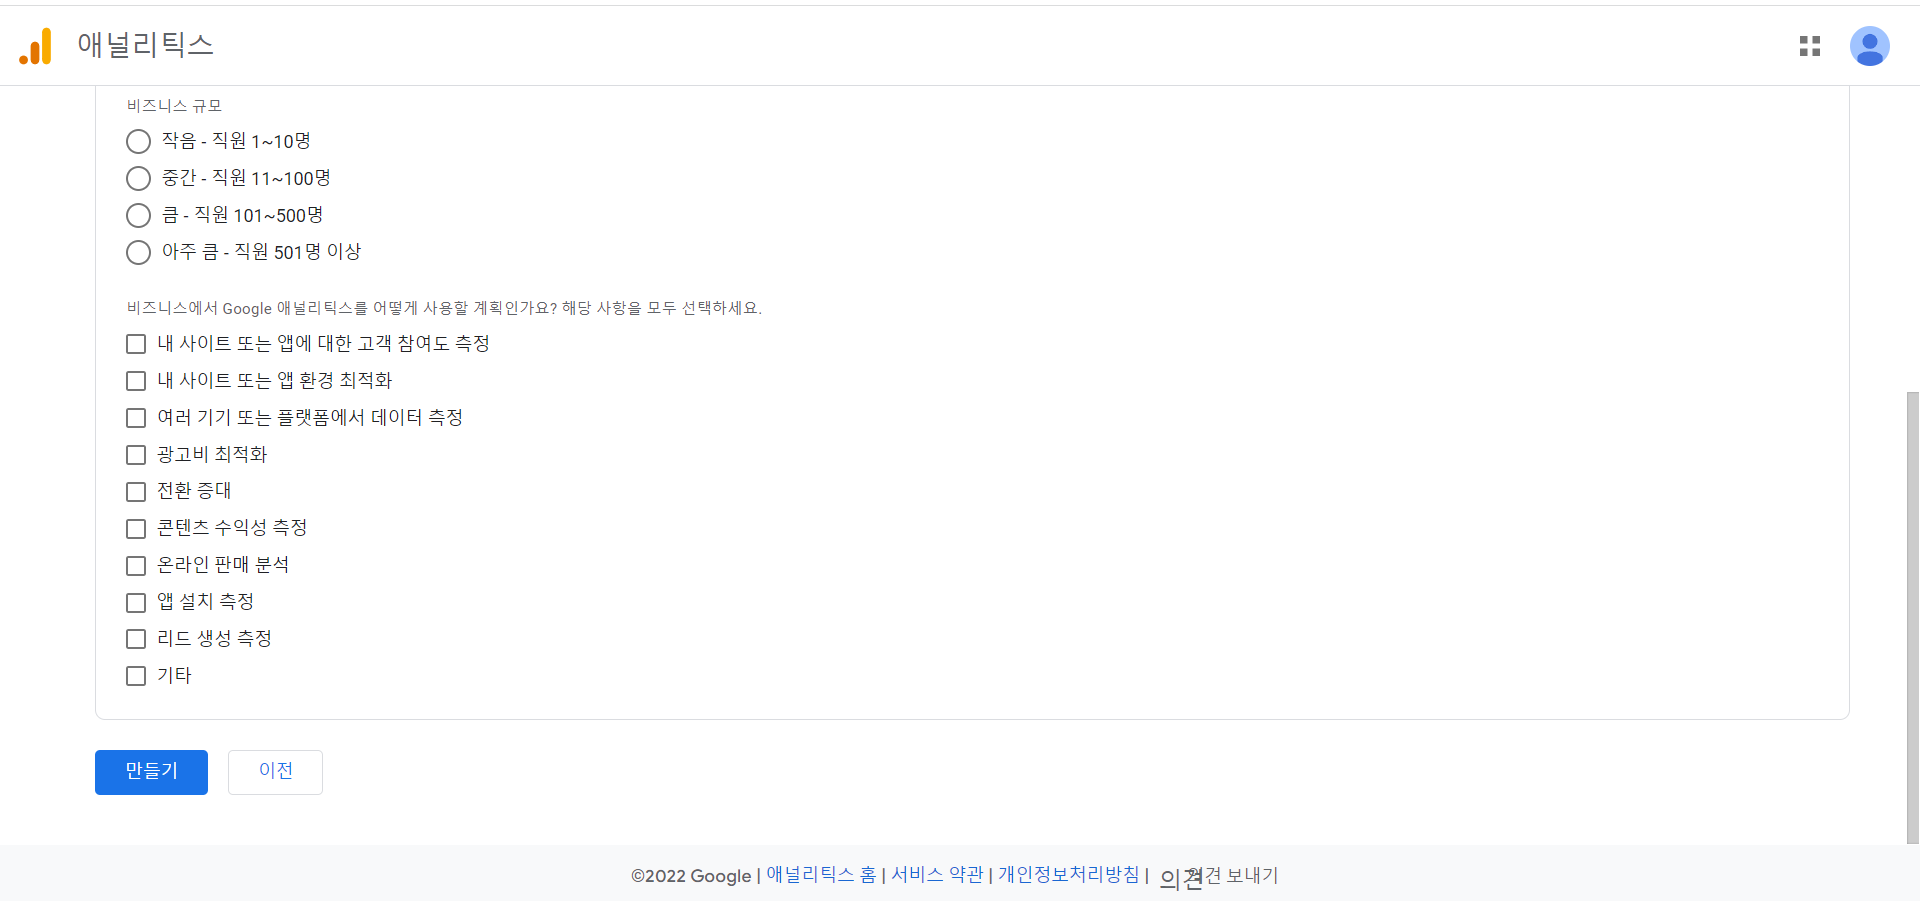 애널리틱스
비즈니스 규모
작음 - 직원 1~10명
중간 - 직원 11~100명
큼 - 직원 101~500명
아주 큼 - 직원 501명 이상
비즈니스에서 Google 애널리틱스를 어떻게 사용할 계획인가요? 해당 사항을 모두 선택하세요.
내 사이트 또는 앱에 대한 고객 참여도 측정
내 사이트 또는 앱 환경 최적화
여러 기기 또는 플랫폼에서 데이터 측정
광고비 최적화
전환 증대
콘텐츠 수익성 측정
온라인 판매 분석
앱 설치 측정
리드 생성 측정
기타
만들기 이전
©2022 Google | 애널리틱스 홈 | 서비스 약관 | 개인정보처리방침 | 의견 의견 보내기